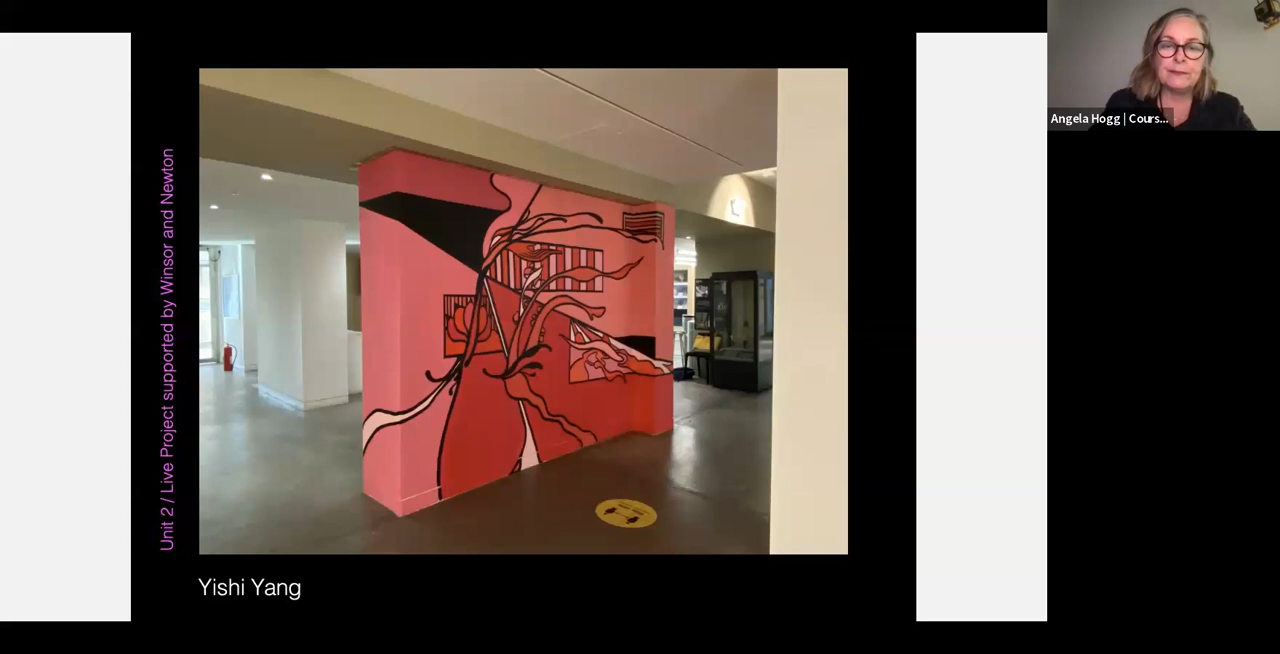 Unit 2 / Live Project supported by Winsor and Newton
Yishi Yang
Angela Hogg | Cours...